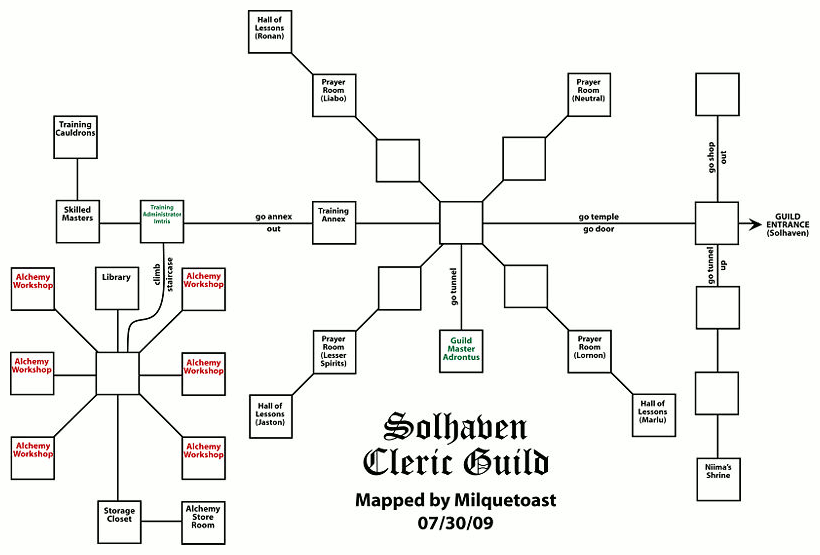 Hall of
Lessons
(Ronan)
Prayer
Room
(Liabo)
Prayer
Room
(Neutral)
Training
Cauldrons
go shop
out
Skilled
Masters
Training
Administrator
Imtris
go annex
out
Training
Annex
go temple
go door
GUILD
ENTRANCE
(Solhaven)
climb
staircase
go tunnel
go tunnel
up
Alchemy
Workshop
Library
Alchemy
Workshop
Prayer
Room
(Lesser
Spirits)
Guild
Master
Adrontus
Prayer
Room
(Lornon)
Alchemy
Workshop
Alchemy
Workshop
Hall of
Lessons
(Jaston)
Hall of
Lessons
(Marlu)
Alchemy
Workshop
Alchemy
Workshop
Niima's
Shrine
Storage
Closet
Alchemy
Store
Room
Solhaven
Cleric Guild
Mapped by Milquetoast
07/30/09